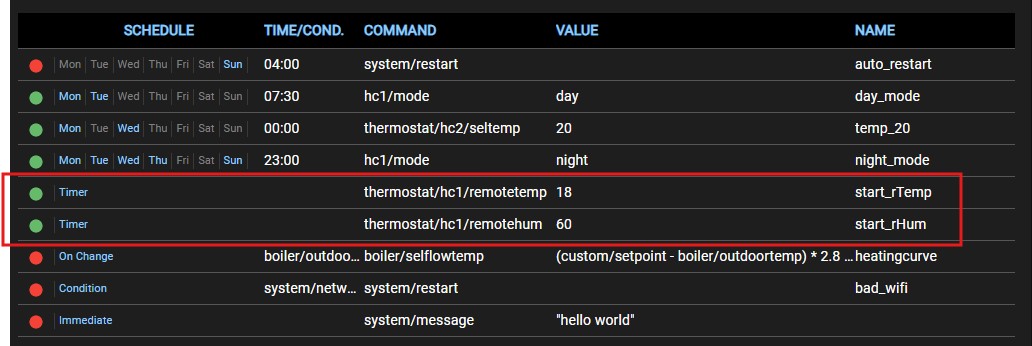 SCHEDULE TIME/COND. COMMAND VALUE NAME
Mon Tue Wed Thu Fri Sat Sun 04:00 system/restart auto_restart
Mon Tue Wed Thu Fri Sat Sun 07:30 hc1/mode day day_mode
Mon Tue Wed Thu Fri Sat Sun 00:00 thermostat/hc2/seltemp 20 temp_20
Mon Tue Wed Thu Fri Sat Sun 23:00 hc1/mode night night_mode
Timer thermostat/hc1/remotetemp 18 start_rTemp
Timer thermostat/hc1/remotehum 60 start_rHum
On Change boiler/outdoo... boiler/selflowtemp (custom/setpoint - boiler/outdoortemp) * 2.8 ... heatingcurve
Condition system/netw... system/restart bad_wifi
Immediate system/message "hello world"